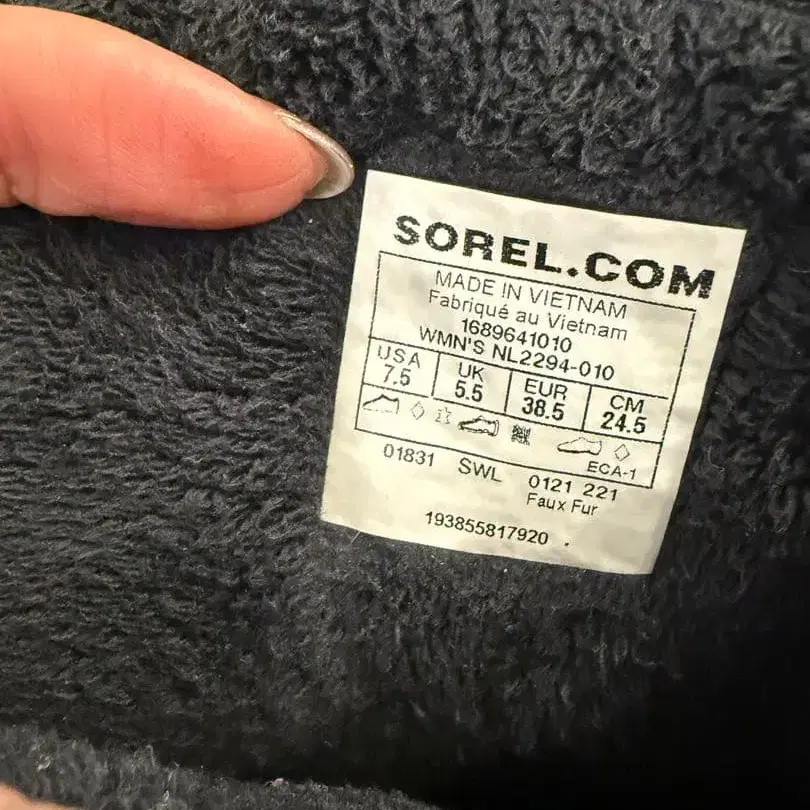 SOREL.COM
MADE IN VIETNAM
Fabriqué au Vietnam
1689641010
WMN'S NL2294-010
USA UK EUR CM
7.5 5.5 38.5 24.5
ECA-1
01831 SWL 0121 221
Faux Fur
193855817920